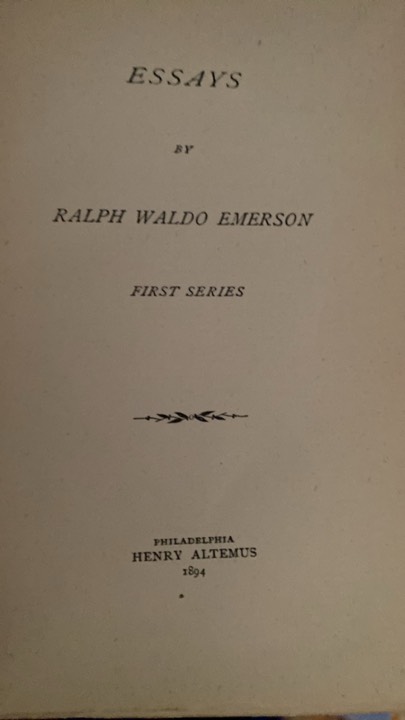 ESSAYS
BY
RALPH WALDO EMERSON
FIRST SERIES
PHILADELPHIA
HENRY ALTEMUS
1894